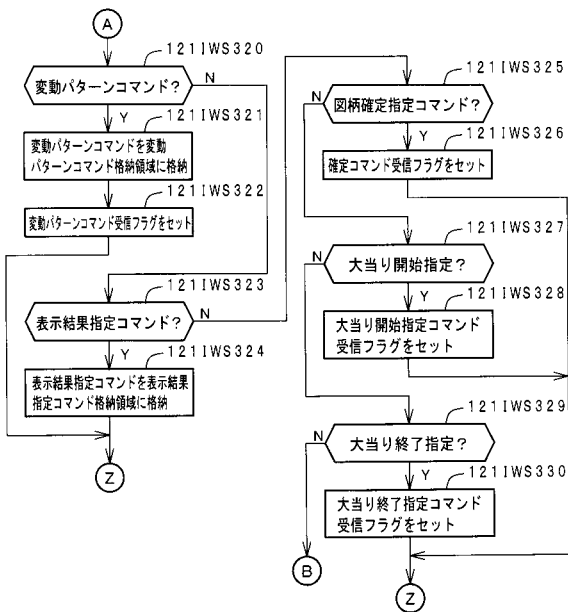 A
121IWS320
変動パターンコマンド？
N
Y
121IWS321
変動パターンコマンドを変動
パターンコマンド格納領域に格納
121IWS322
変動パターンコマンド受信フラグをセット
121IWS323
表示結果指定コマンド？
N
Y
121IWS324
表示結果指定コマンドを表示結果
指定コマンド格納領域に格納
Z
121IWS325
図柄確定指定コマンド？
N
Y
121IWS326
確定コマンド受信フラグをセット
121IWS327
大当り開始指定？
N
Y
121IWS328
大当り開始指定コマンド
受信フラグをセット
121IWS329
大当り終了指定？
N
Y
121IWS330
大当り終了指定コマンド
受信フラグをセット
B
Z